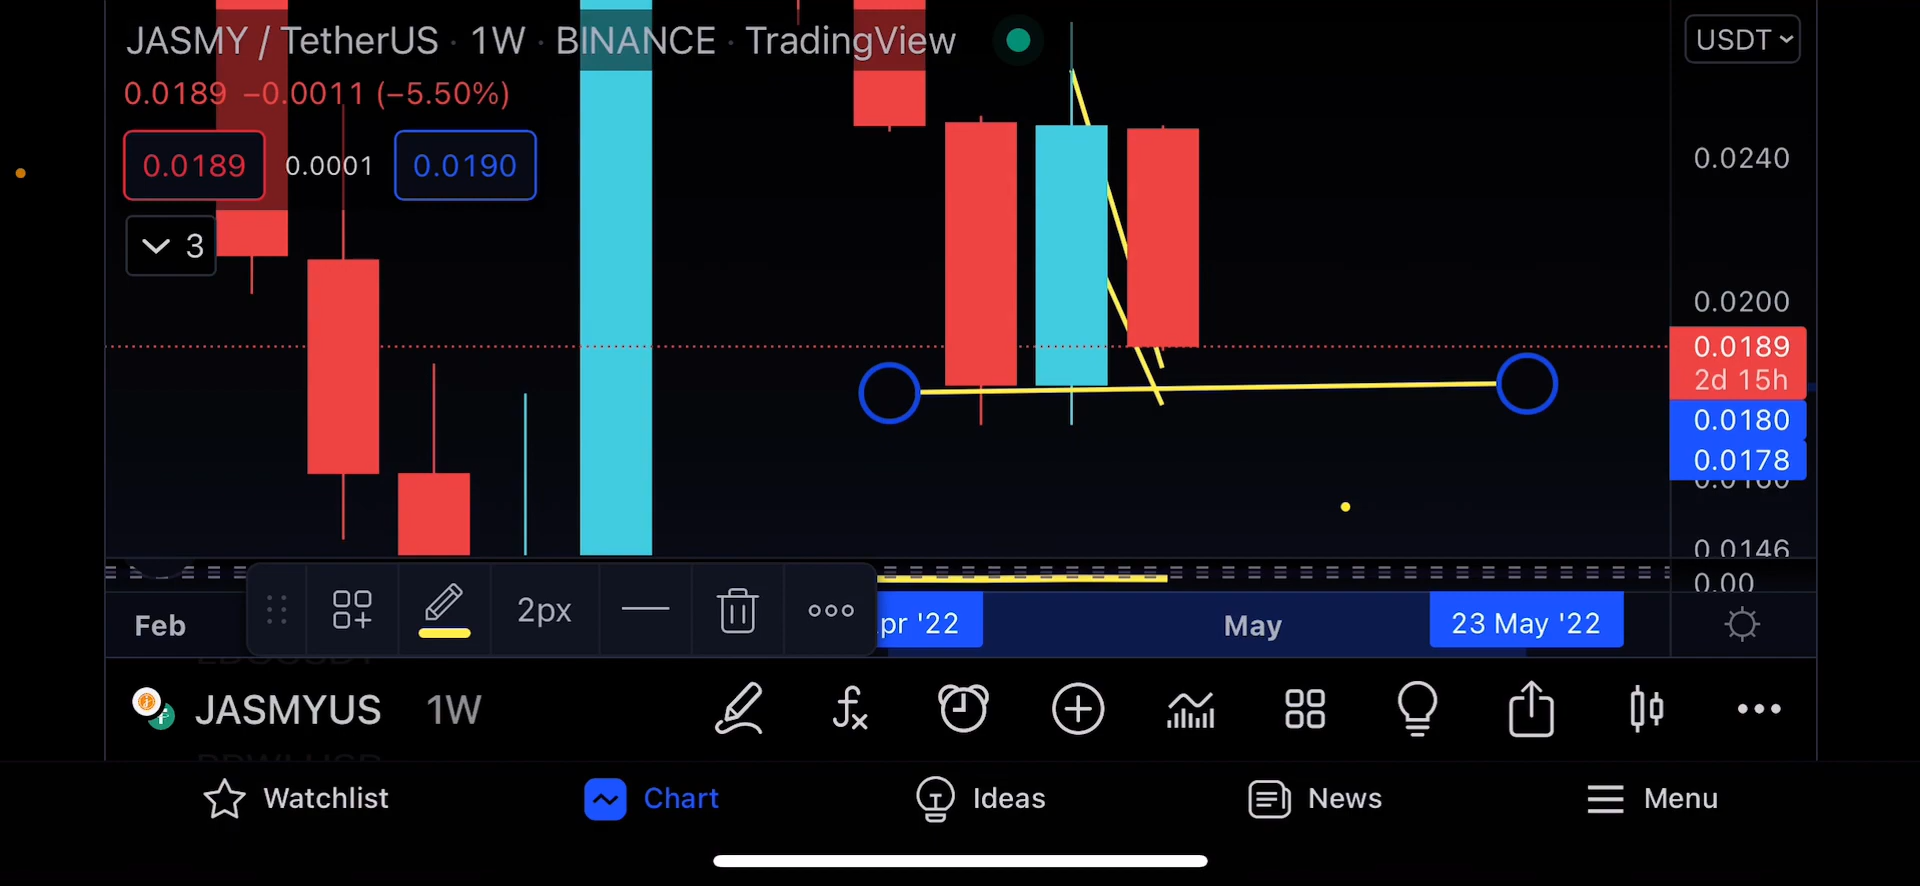 JASMY / TetherUS · 1W · BINANCE · TradingView
USDT
0.0189 −0.0011 (−5.50%)
0.0189 0.0001 0.0190
3
0.0240
0.0200
0.0189
2d 15h
0.0180
0.0178
0.0160
0.0146
0.00
Feb
2px
pr '22
May
23 May '22
JASMYUS 1W
Watchlist
Chart
Ideas
News
Menu